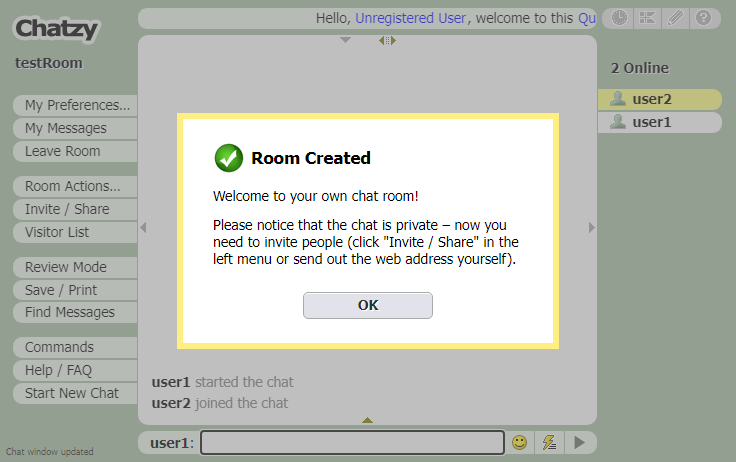 Chatzy
Hello, Unregistered User, welcome to this Qu
testRoom
2 Online
user2
user1
My Preferences...
My Messages
Leave Room
Room Actions...
Invite / Share
Visitor List
Review Mode
Save / Print
Find Messages
Commands
Help / FAQ
Start New Chat
Room Created
Welcome to your own chat room!
Please notice that the chat is private – now you
need to invite people (click "Invite / Share" in the
left menu or send out the web address yourself).
OK
user1 started the chat
user2 joined the chat
user1:
Chat window updated